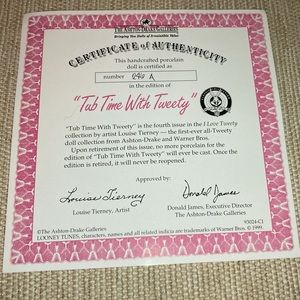 THE ASHTON-DRAKE GALLERIES
Bringing You Dolls of Irreplaceable Value
CERTIFICATE of AUTHENTICITY
This handcrafted porcelain
doll is certified as
number A
in the edition of
"Tub Time With Tweety"
"Tub Time With Tweety" is the fourth issue in the I Love Tweety
collection by artist Louise Tierney — the first-ever all-Tweety
doll collection from Ashton-Drake and Warner Bros.
Upon retirement of this issue, no more porcelain for the
edition of "Tub Time With Tweety" will ever be cast. Once the
edition is retired, it will never be reopened.
Approved by:
Louise Tierney
Donald James
Louise Tierney, Artist
Donald James, Executive Director
The Ashton-Drake Galleries
©The Ashton-Drake Galleries
93024-C1
LOONEY TUNES, characters, names and all related indicia are trademarks of Warner Bros. © 1999.